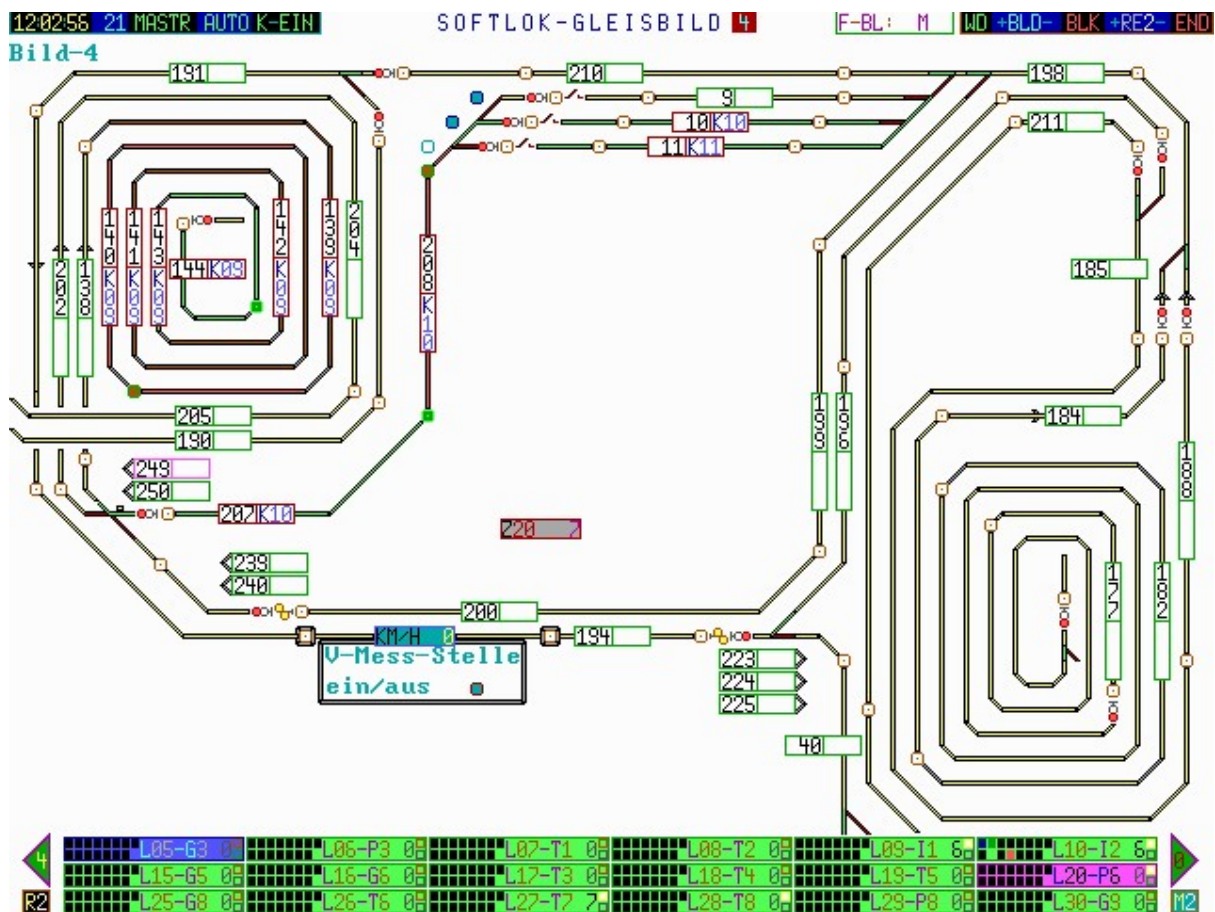 12:02:56 21 MASTR AUTO K-EIN SOFTLOK-GLEISBILD 4 F-BL: M WD +BLD- BLK +RE2- END
Bild-4
191 210 198
9
10 K10
211
11 K11
204
140 K09
141 K09
143 K09
142 K09
139 K09
208 K10
202
138
144 K09
185
199
196
205
184
190
188
249
250
207 K10
220 7
239
177
182
240
200
KM/H 0
194
V-Mess-Stelle
ein/aus
223
224
225
40
4 L05-G3 0 L06-P3 0 L07-T1 0 L08-T2 0 L09-I1 6 L10-I2 6 0
L15-G5 0 L16-G6 0 L17-T3 0 L18-T4 0 L19-T5 0 L20-P6 0
R2 L25-G8 0 L26-T6 0 L27-T7 7 L28-T8 0 L29-P8 0 L30-G9 0 M2